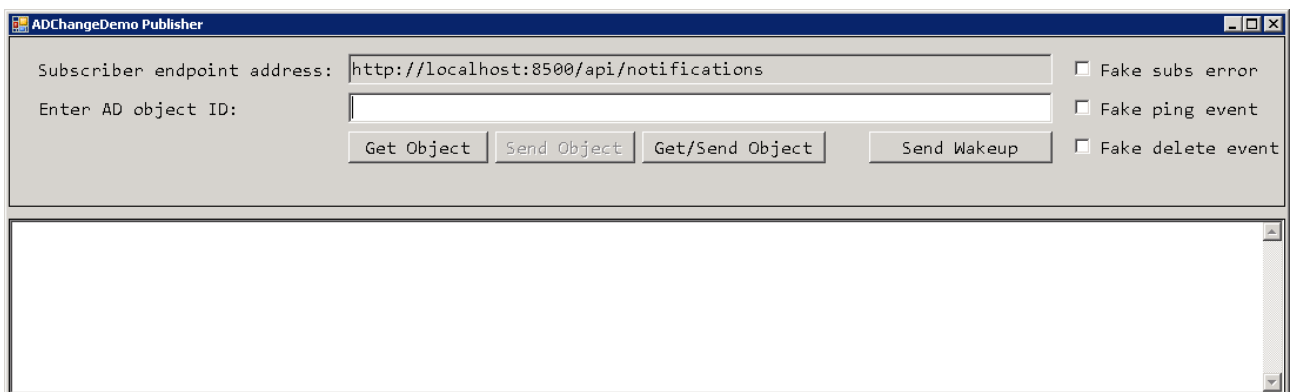 ADChangeDemo Publisher
Subscriber endpoint address: http://localhost:8500/api/notifications Fake subs error
Enter AD object ID: Fake ping event
Get Object Send Object Get/Send Object Send Wakeup Fake delete event